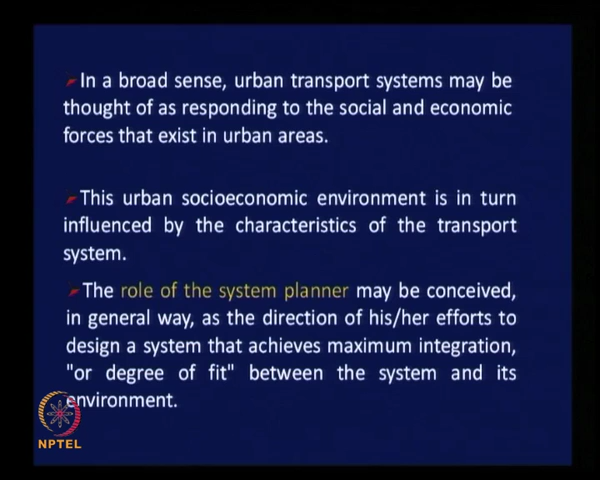 In a broad sense, urban transport systems may be
thought of as responding to the social and economic
forces that exist in urban areas.
This urban socioeconomic environment is in turn
influenced by the characteristics of the transport
system.
The role of the system planner may be conceived,
in general way, as the direction of his/her efforts to
design a system that achieves maximum integration,
"or degree of fit" between the system and its
environment.
NPTEL